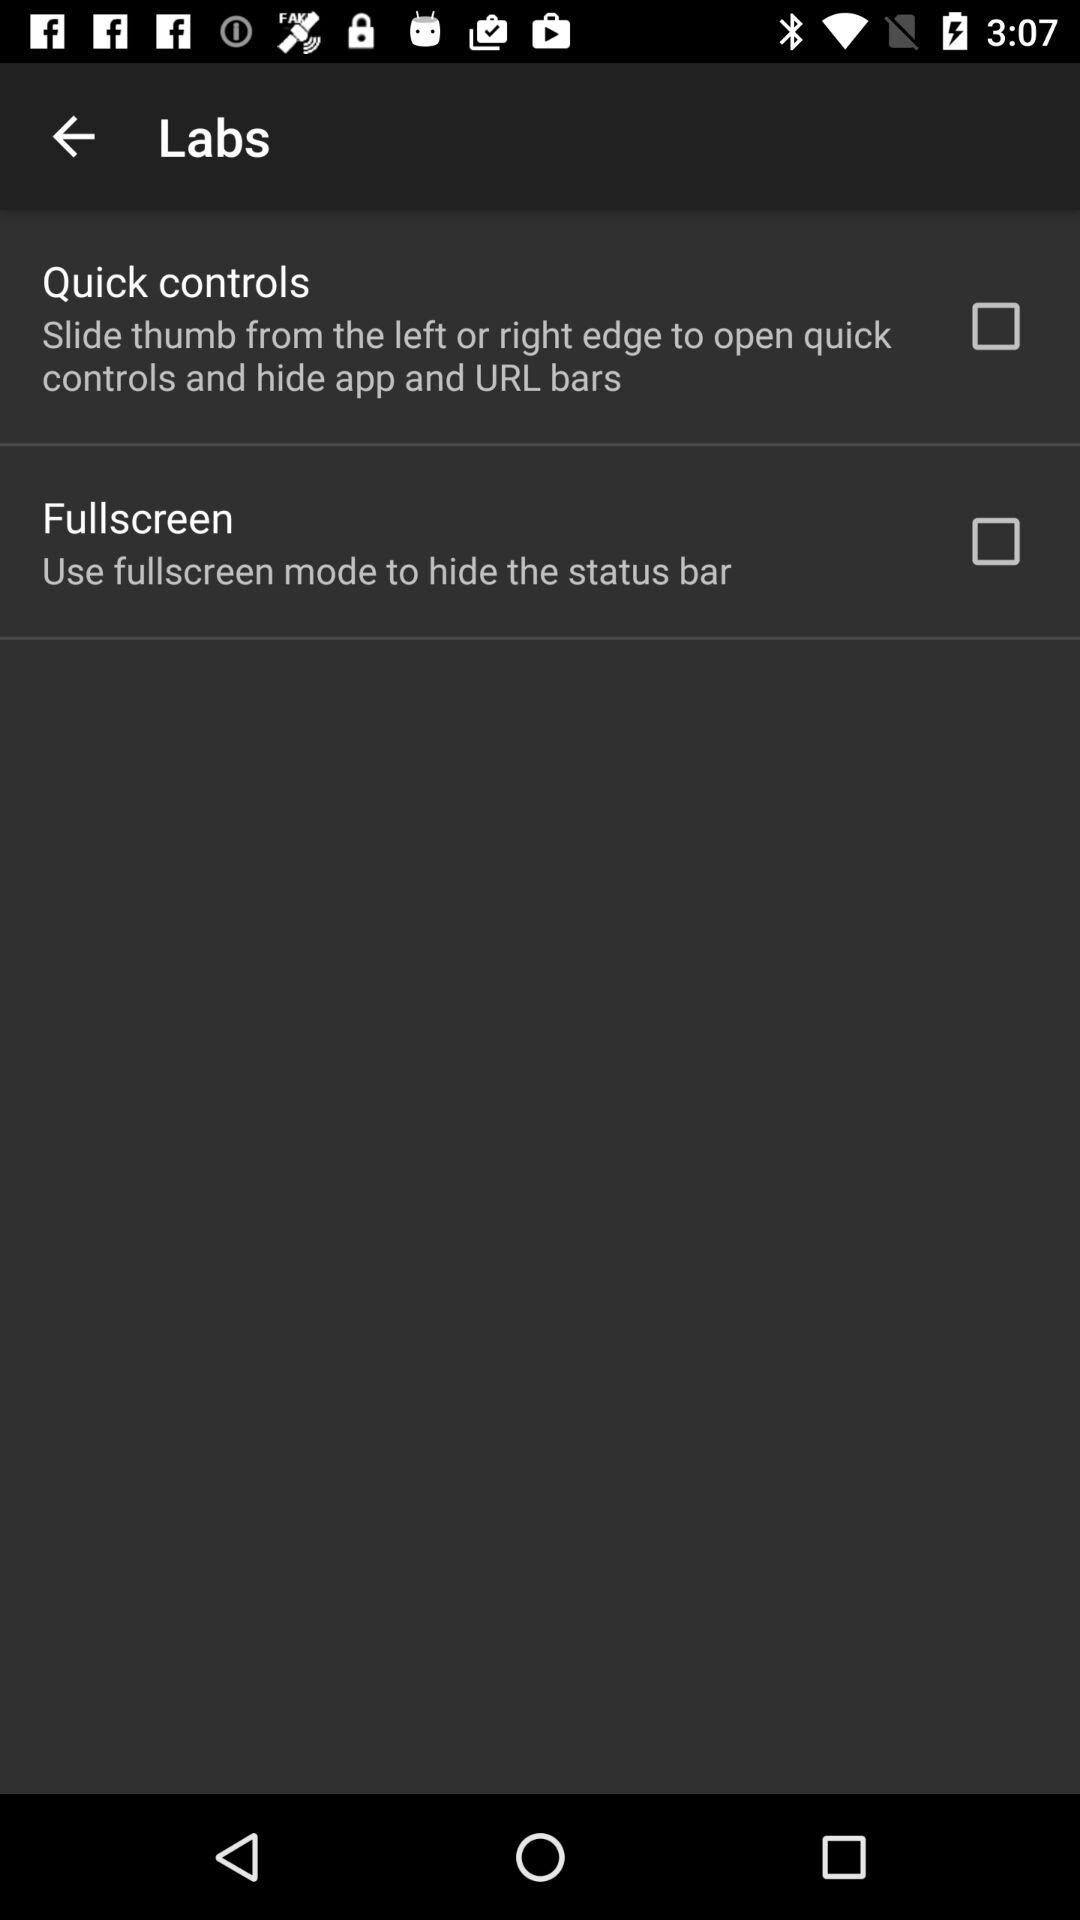 FAKE
3:07
Labs
Quick controls
Slide thumb from the left or right edge to open quick
controls and hide app and URL bars
Fullscreen
Use fullscreen mode to hide the status bar